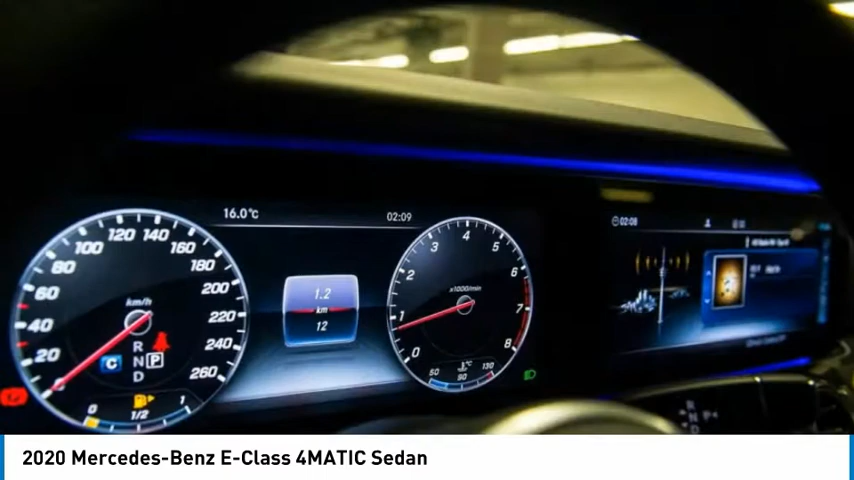 16.0°C
02:09
02:08
20
40
60
80
100
120
140
160
180
200
220
240
260
km/h
R
N
D
P
C
0
1/2
1
1.2
km
12
0
1
2
3
4
5
6
7
8
x1000/min
°C
50
90
130
R
N
P
D
2020 Mercedes-Benz E-Class 4MATIC Sedan